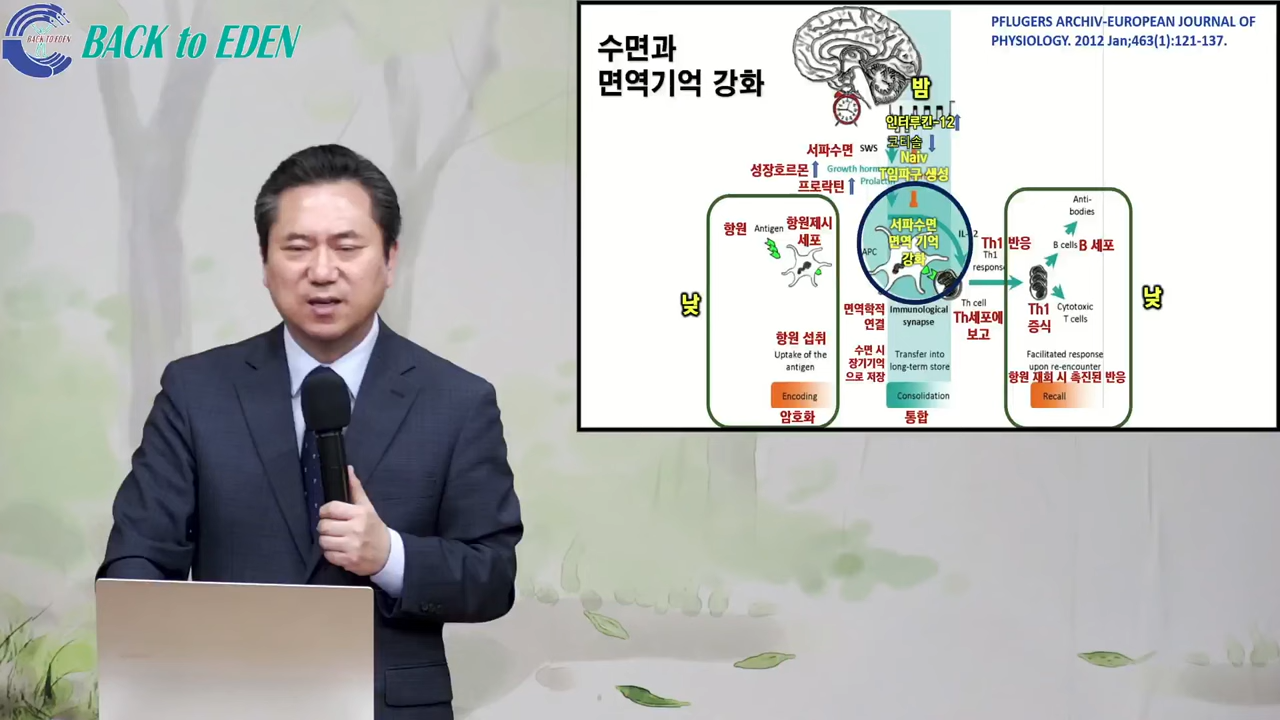 BACK TO EDEN
BACK to EDEN
수면과
면역기억 강화
PFLUGERS ARCHIV-EUROPEAN JOURNAL OF
PHYSIOLOGY. 2012 Jan;463(1):121-137.
밤
인터루킨-12
코티솔
Naiv
T임파구 생성
서파수면 SWS
성장호르몬 Growth horm
프로락틴 Prolac
낮
항원 Antigen
항원제시
세포
항원 섭취
Uptake of the
antigen
Encoding
암호화
서파수면
면역 기억
강화
APC
면역학적
연결
Immunological
synapse
수면 시
장기기억
으로 저장
Transfer into
long-term store
Consolidation
통합
Th1 반응
Th1
response
Th cell
Th세포에
보고
Anti-
bodies
B cells B 세포
Th1
증식
Cytotoxic
T cells
Facilitated response
upon re-encounter
항원 재회 시 촉진된 반응
Recall
낮